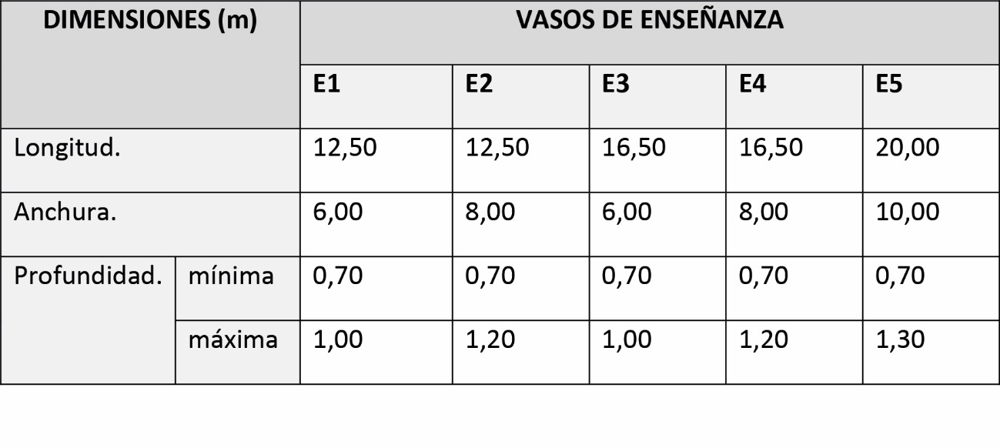 DIMENSIONES (m) VASOS DE ENSEÑANZA
E1 E2 E3 E4 E5
Longitud. 12,50 12,50 16,50 16,50 20,00
Anchura. 6,00 8,00 6,00 8,00 10,00
Profundidad. mínima 0,70 0,70 0,70 0,70 0,70
máxima 1,00 1,20 1,00 1,20 1,30